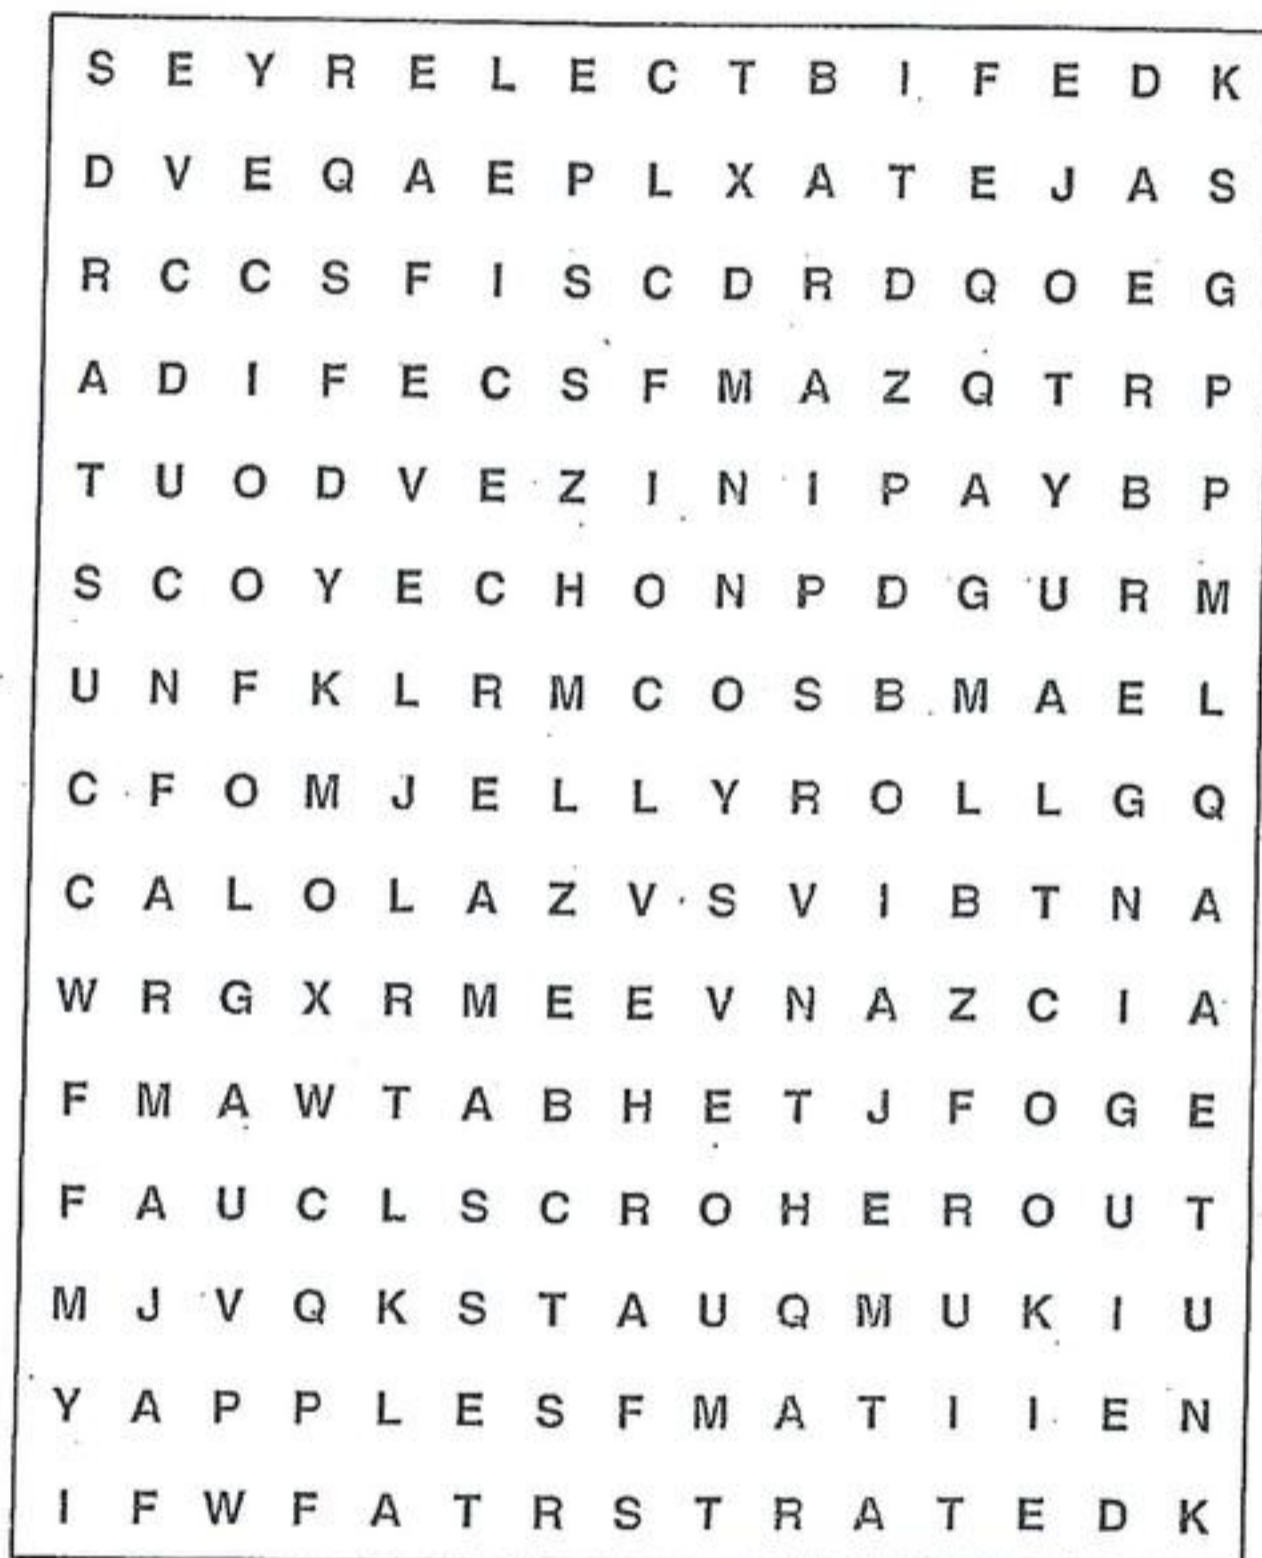 S E Y R E L E C T B I F E D K
D V E Q A E P L X A T E J A S
R C C S F I S C D R D Q O E G
A D I F E C S F M A Z Q T R P
T U O D V E Z I N I P A Y B P
S C O Y E C H O N P D G U R M
U N F K L R M C O S B M A E L
C F O M J E L L Y R O L L G Q
C A L O L A Z V S V I B T N A
W R G X R M E E V N A Z C I A
F M A W T A B H E T J F O G E
F A U C L S C R O H E R O U T
M J V Q K S T A U Q M U K I U
Y A P P L E S F M A T I I E N
I F W F A T R S T R A T E D K